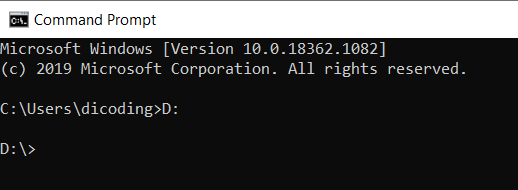 C:\. Command Prompt
Microsoft Windows [Version 10.0.18362.1082]
(c) 2019 Microsoft Corporation. All rights reserved.
C:\Users\dicoding>D:
D:\>